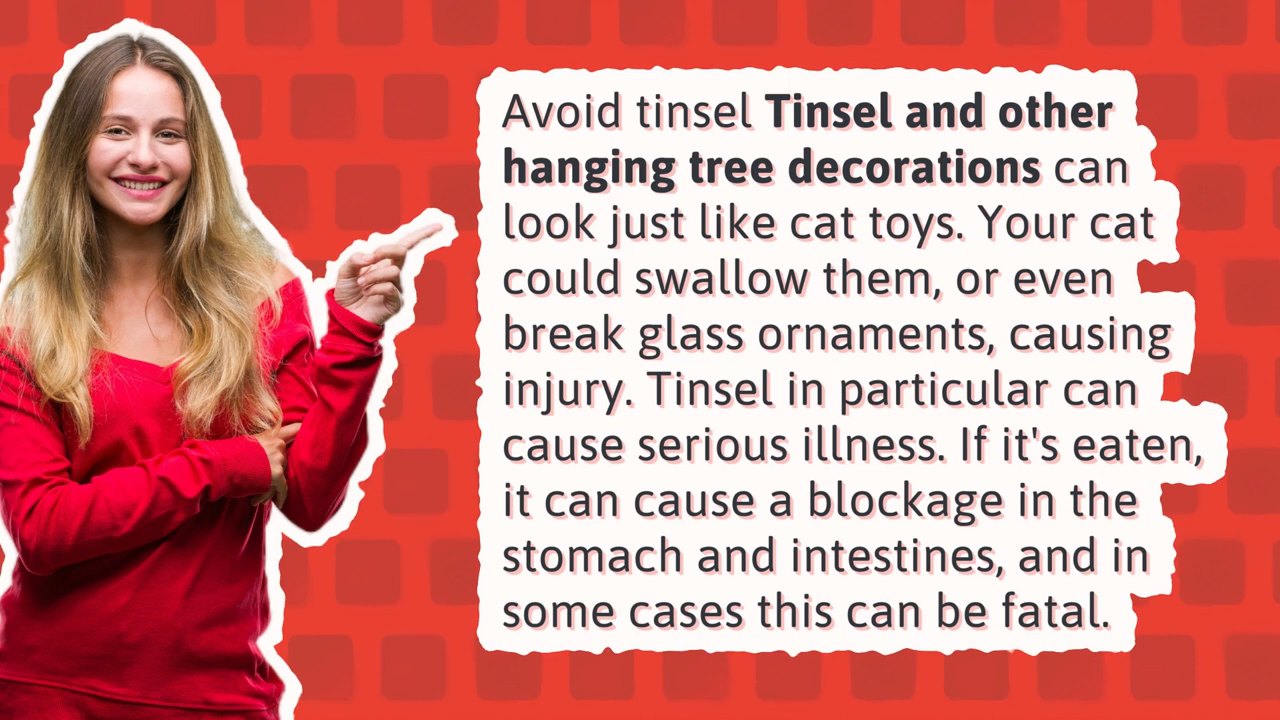 Avoid tinsel Tinsel and other
hanging tree decorations can
look just like cat toys. Your cat
could swallow them, or even
break glass ornaments, causing
injury. Tinsel in particular can
cause serious illness. If it's eaten,
it can cause a blockage in the
stomach and intestines, and in
some cases this can be fatal.